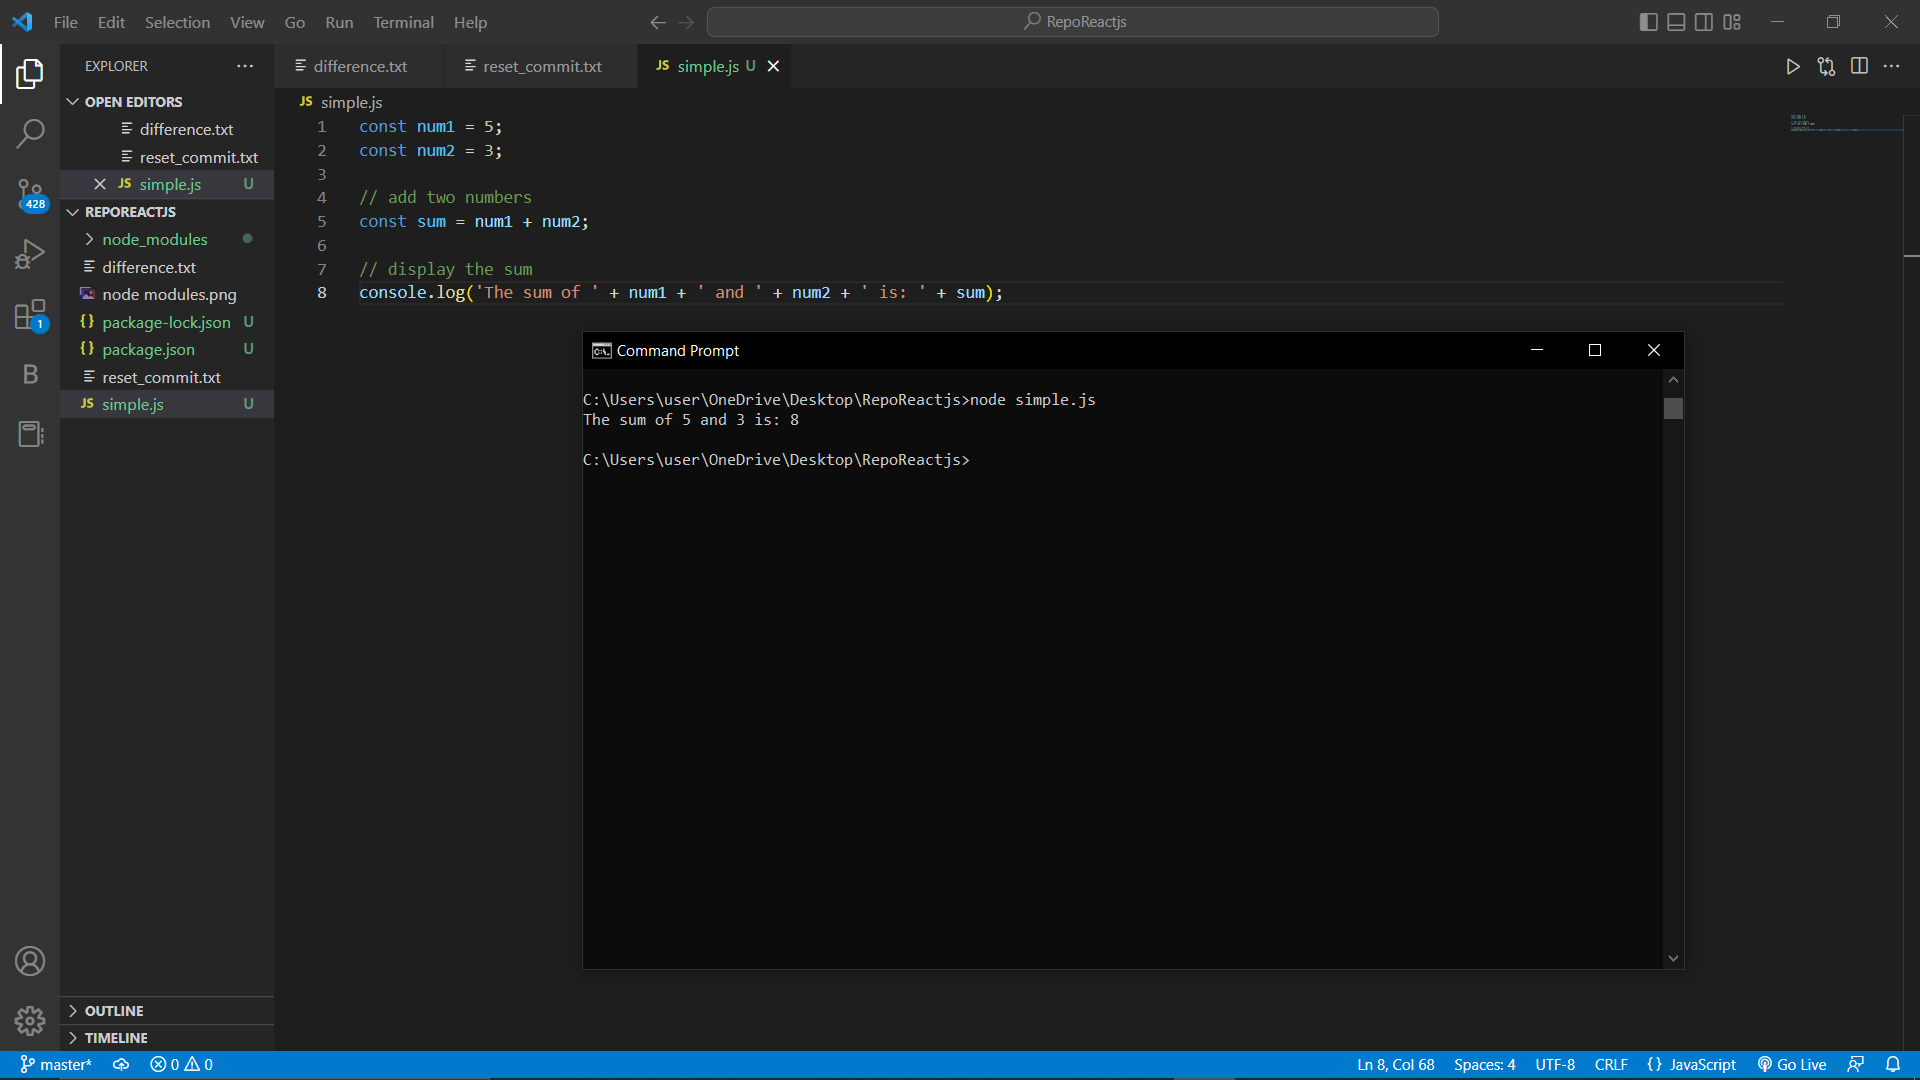 File Edit Selection View Go Run Terminal Help RepoReactjs
EXPLORER
OPEN EDITORS
difference.txt
reset_commit.txt
JS simple.js U
REPOREACTJS
node_modules
difference.txt
node modules.png
{} package-lock.json U
{} package.json U
reset_commit.txt
JS simple.js U
OUTLINE
TIMELINE
428
1
B
difference.txt reset_commit.txt JS simple.js U
JS simple.js
1 const num1 = 5;
2 const num2 = 3;
3
4 // add two numbers
5 const sum = num1 + num2;
6
7 // display the sum
8 console.log('The sum of ' + num1 + ' and ' + num2 + ' is: ' + sum);
C:\. Command Prompt
C:\Users\user\OneDrive\Desktop\RepoReactjs>node simple.js
The sum of 5 and 3 is: 8
C:\Users\user\OneDrive\Desktop\RepoReactjs>
master* 0 0 Ln 8, Col 68 Spaces: 4 UTF-8 CRLF {} JavaScript Go Live